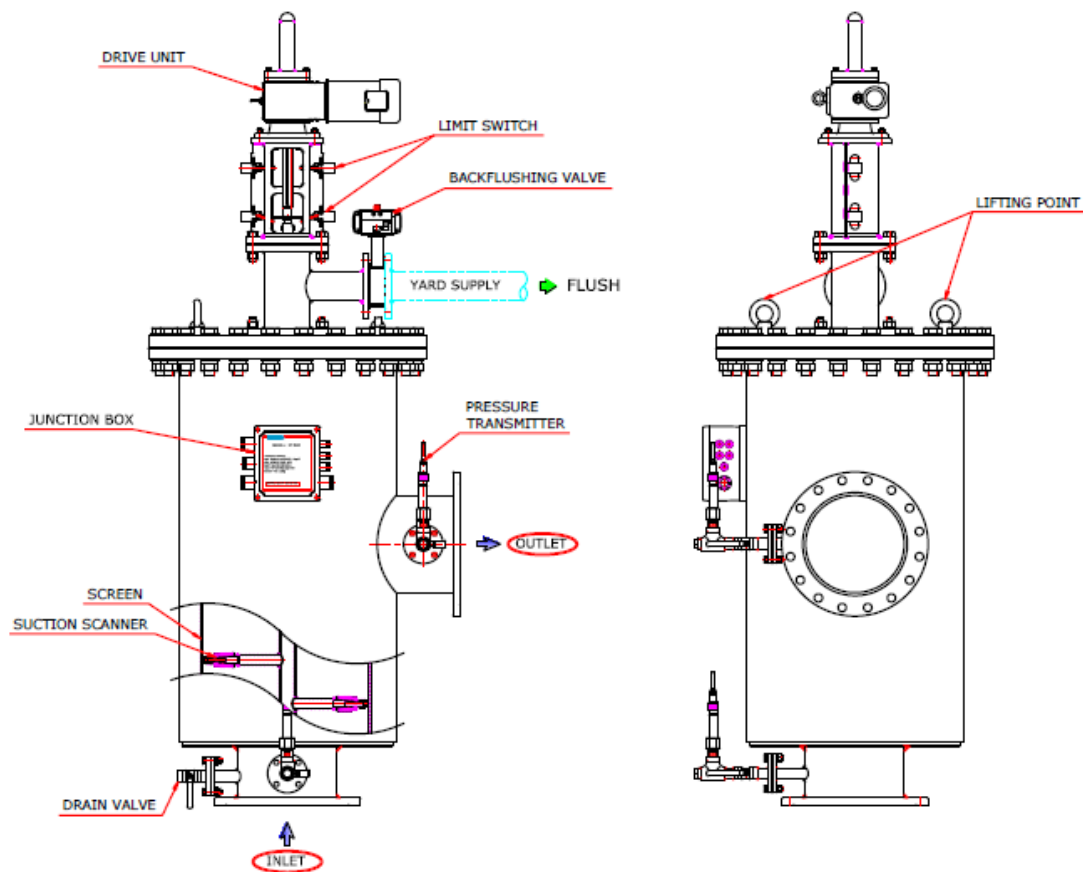 DRIVE UNIT
LIMIT SWITCH
BACKFLUSHING VALVE
LIFTING POINT
YARD SUPPLY
FLUSH
JUNCTION BOX
PRESSURE
TRANSMITTER
OUTLET
SCREEN
SUCTION SCANNER
DRAIN VALVE
INLET